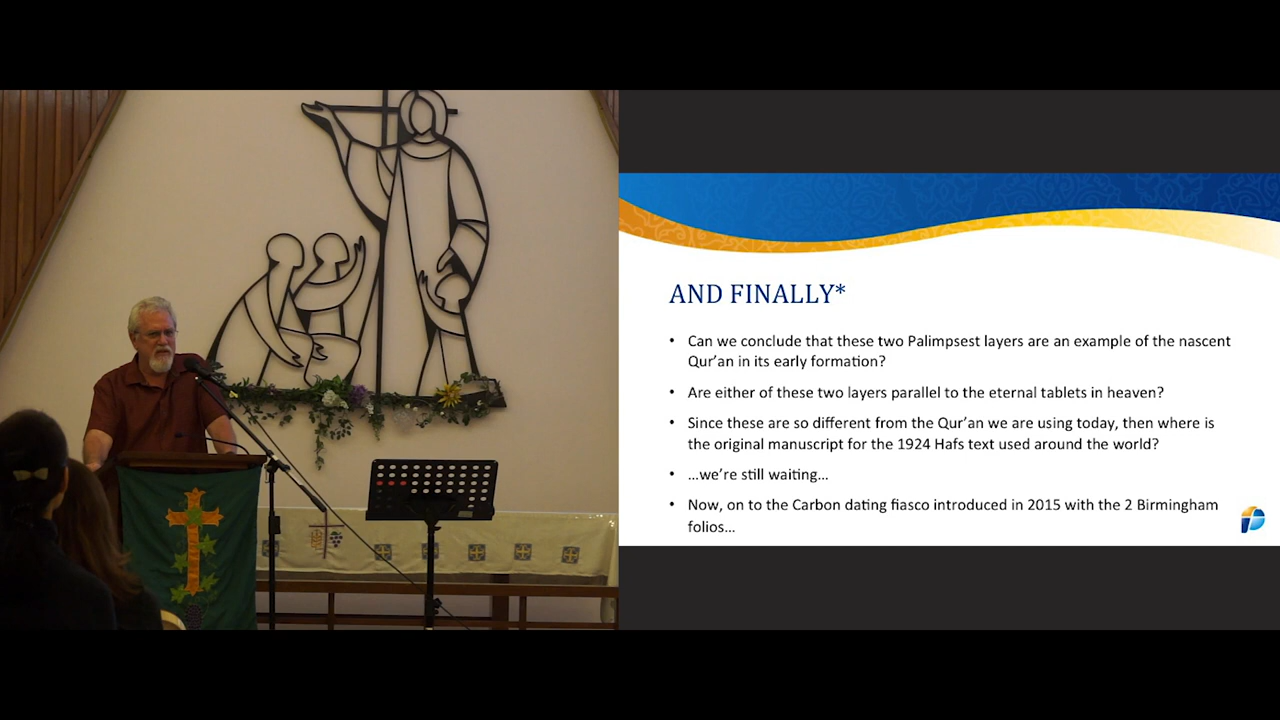 AND FINALLY*
• Can we conclude that these two Palimpsest layers are an example of the nascent
Qur’an in its early formation?
• Are either of these two layers parallel to the eternal tablets in heaven?
• Since these are so different from the Qur’an we are using today, then where is
the original manuscript for the 1924 Hafs text used around the world?
• …we’re still waiting…
• Now, on to the Carbon dating fiasco introduced in 2015 with the 2 Birmingham
folios…